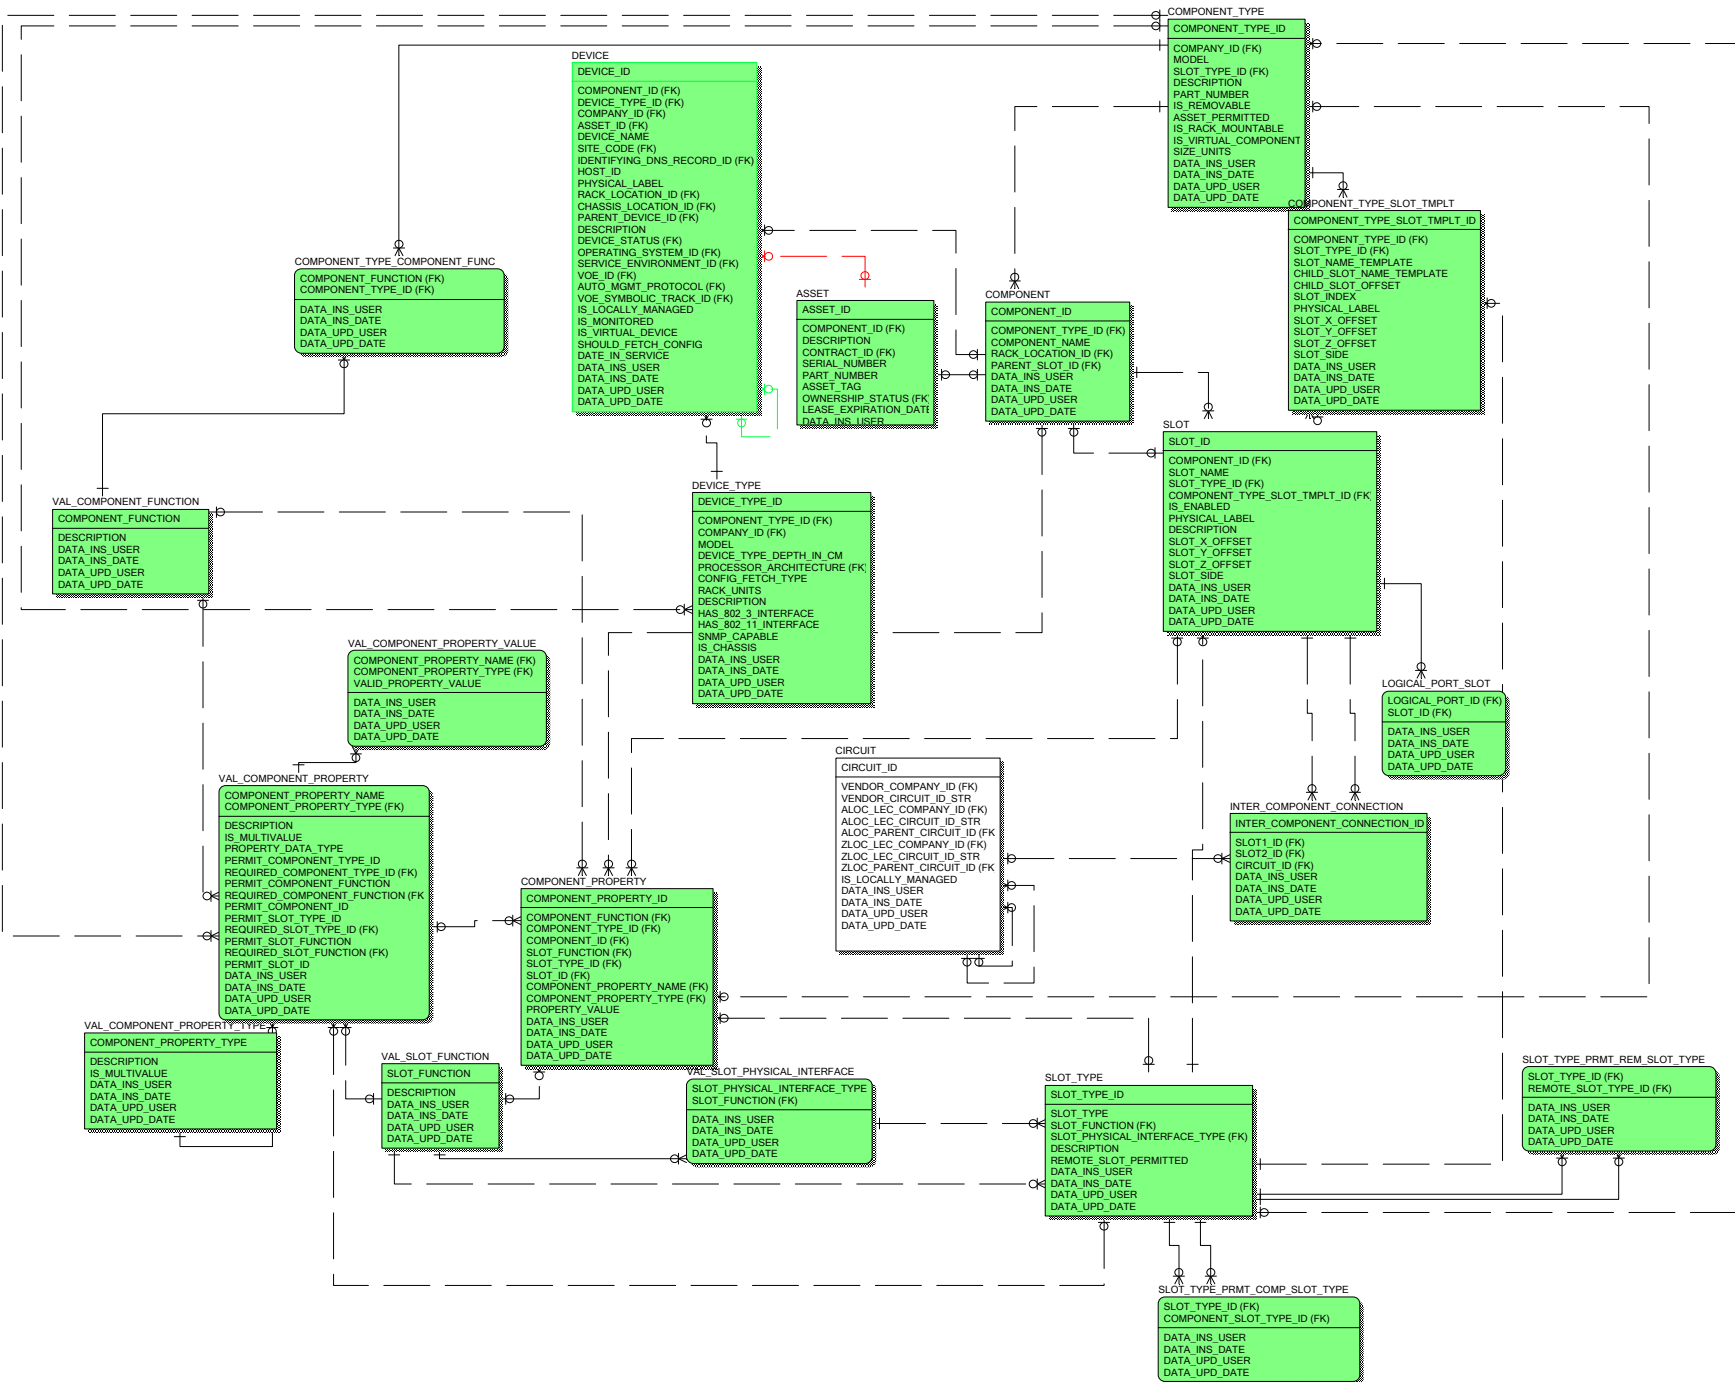 COMPONENT_TYPE
COMPONENT_TYPE_ID
COMPANY_ID (FK)
MODEL
SLOT_TYPE_ID (FK)
DESCRIPTION
PART_NUMBER
IS_REMOVABLE
ASSET_PERMITTED
IS_RACK_MOUNTABLE
IS_VIRTUAL_COMPONENT
SIZE_UNITS
DATA_INS_USER
DATA_INS_DATE
DATA_UPD_USER
DATA_UPD_DATE
DEVICE
DEVICE_ID
COMPONENT_ID (FK)
DEVICE_TYPE_ID (FK)
COMPANY_ID (FK)
ASSET_ID (FK)
DEVICE_NAME
SITE_CODE (FK)
IDENTIFYING_DNS_RECORD_ID (FK)
HOST_ID
PHYSICAL_LABEL
RACK_LOCATION_ID (FK)
CHASSIS_LOCATION_ID (FK)
PARENT_DEVICE_ID (FK)
DESCRIPTION
DEVICE_STATUS (FK)
OPERATING_SYSTEM_ID (FK)
SERVICE_ENVIRONMENT_ID (FK)
VOE_ID (FK)
AUTO_MGMT_PROTOCOL (FK)
VOE_SYMBOLIC_TRACK_ID (FK)
IS_LOCALLY_MANAGED
IS_MONITORED
IS_VIRTUAL_DEVICE
SHOULD_FETCH_CONFIG
DATE_IN_SERVICE
DATA_INS_USER
DATA_INS_DATE
DATA_UPD_USER
DATA_UPD_DATE
COMPONENT_TYPE_SLOT_TMPLT
COMPONENT_TYPE_SLOT_TMPLT_ID
COMPONENT_TYPE_ID (FK)
SLOT_TYPE_ID (FK)
SLOT_NAME_TEMPLATE
CHILD_SLOT_NAME_TEMPLATE
CHILD_SLOT_OFFSET
SLOT_INDEX
PHYSICAL_LABEL
SLOT_X_OFFSET
SLOT_Y_OFFSET
SLOT_Z_OFFSET
SLOT_SIDE
DATA_INS_USER
DATA_INS_DATE
DATA_UPD_USER
DATA_UPD_DATE
COMPONENT_TYPE_COMPONENT_FUNC
COMPONENT_FUNCTION (FK)
COMPONENT_TYPE_ID (FK)
DATA_INS_USER
DATA_INS_DATE
DATA_UPD_USER
DATA_UPD_DATE
ASSET
ASSET_ID
COMPONENT_ID (FK)
DESCRIPTION
CONTRACT_ID (FK)
SERIAL_NUMBER
PART_NUMBER
ASSET_TAG
OWNERSHIP_STATUS (FK
LEASE_EXPIRATION_DATE
DATA_INS_USER
COMPONENT
COMPONENT_ID
COMPONENT_TYPE_ID (FK)
COMPONENT_NAME
RACK_LOCATION_ID (FK)
PARENT_SLOT_ID (FK)
DATA_INS_USER
DATA_INS_DATE
DATA_UPD_USER
DATA_UPD_DATE
SLOT
SLOT_ID
COMPONENT_ID (FK)
SLOT_NAME
SLOT_TYPE_ID (FK)
COMPONENT_TYPE_SLOT_TMPLT_ID (FK
IS_ENABLED
PHYSICAL_LABEL
DESCRIPTION
SLOT_X_OFFSET
SLOT_Y_OFFSET
SLOT_Z_OFFSET
SLOT_SIDE
DATA_INS_USER
DATA_INS_DATE
DATA_UPD_USER
DATA_UPD_DATE
DEVICE_TYPE
DEVICE_TYPE_ID
COMPONENT_TYPE_ID (FK)
COMPANY_ID (FK)
MODEL
DEVICE_TYPE_DEPTH_IN_CM
PROCESSOR_ARCHITECTURE (FK
CONFIG_FETCH_TYPE
RACK_UNITS
DESCRIPTION
HAS_802_3_INTERFACE
HAS_802_11_INTERFACE
SNMP_CAPABLE
IS_CHASSIS
DATA_INS_USER
DATA_INS_DATE
DATA_UPD_USER
DATA_UPD_DATE
VAL_COMPONENT_FUNCTION
COMPONENT_FUNCTION
DESCRIPTION
DATA_INS_USER
DATA_INS_DATE
DATA_UPD_USER
DATA_UPD_DATE
VAL_COMPONENT_PROPERTY_VALUE
COMPONENT_PROPERTY_NAME (FK)
COMPONENT_PROPERTY_TYPE (FK)
VALID_PROPERTY_VALUE
DATA_INS_USER
DATA_INS_DATE
DATA_UPD_USER
DATA_UPD_DATE
LOGICAL_PORT_SLOT
LOGICAL_PORT_ID (FK)
SLOT_ID (FK)
DATA_INS_USER
DATA_INS_DATE
DATA_UPD_USER
DATA_UPD_DATE
CIRCUIT
CIRCUIT_ID
VENDOR_COMPANY_ID (FK)
VENDOR_CIRCUIT_ID_STR
ALOC_LEC_COMPANY_ID (FK)
ALOC_LEC_CIRCUIT_ID_STR
ALOC_PARENT_CIRCUIT_ID (FK
ZLOC_LEC_COMPANY_ID (FK)
ZLOC_LEC_CIRCUIT_ID_STR
ZLOC_PARENT_CIRCUIT_ID (FK
IS_LOCALLY_MANAGED
DATA_INS_USER
DATA_INS_DATE
DATA_UPD_USER
DATA_UPD_DATE
VAL_COMPONENT_PROPERTY
COMPONENT_PROPERTY_NAME
COMPONENT_PROPERTY_TYPE (FK)
DESCRIPTION
IS_MULTIVALUE
PROPERTY_DATA_TYPE
PERMIT_COMPONENT_TYPE_ID
REQUIRED_COMPONENT_TYPE_ID (FK)
PERMIT_COMPONENT_FUNCTION
REQUIRED_COMPONENT_FUNCTION (FK
PERMIT_COMPONENT_ID
PERMIT_SLOT_TYPE_ID
REQUIRED_SLOT_TYPE_ID (FK)
PERMIT_SLOT_FUNCTION
REQUIRED_SLOT_FUNCTION (FK)
PERMIT_SLOT_ID
DATA_INS_USER
DATA_INS_DATE
DATA_UPD_USER
DATA_UPD_DATE
INTER_COMPONENT_CONNECTION
INTER_COMPONENT_CONNECTION_ID
SLOT1_ID (FK)
SLOT2_ID (FK)
CIRCUIT_ID (FK)
DATA_INS_USER
DATA_INS_DATE
DATA_UPD_USER
DATA_UPD_DATE
COMPONENT_PROPERTY
COMPONENT_PROPERTY_ID
COMPONENT_FUNCTION (FK)
COMPONENT_TYPE_ID (FK)
COMPONENT_ID (FK)
SLOT_FUNCTION (FK)
SLOT_TYPE_ID (FK)
SLOT_ID (FK)
COMPONENT_PROPERTY_NAME (FK)
COMPONENT_PROPERTY_TYPE (FK)
PROPERTY_VALUE
DATA_INS_USER
DATA_INS_DATE
DATA_UPD_USER
DATA_UPD_DATE
VAL_COMPONENT_PROPERTY_TYPE
COMPONENT_PROPERTY_TYPE
DESCRIPTION
IS_MULTIVALUE
DATA_INS_USER
DATA_INS_DATE
DATA_UPD_USER
DATA_UPD_DATE
VAL_SLOT_FUNCTION
SLOT_FUNCTION
DESCRIPTION
DATA_INS_USER
DATA_INS_DATE
DATA_UPD_USER
DATA_UPD_DATE
VAL_SLOT_PHYSICAL_INTERFACE
SLOT_PHYSICAL_INTERFACE_TYPE
SLOT_FUNCTION (FK)
DATA_INS_USER
DATA_INS_DATE
DATA_UPD_USER
DATA_UPD_DATE
SLOT_TYPE
SLOT_TYPE_ID
SLOT_TYPE
SLOT_FUNCTION (FK)
SLOT_PHYSICAL_INTERFACE_TYPE (FK)
DESCRIPTION
REMOTE_SLOT_PERMITTED
DATA_INS_USER
DATA_INS_DATE
DATA_UPD_USER
DATA_UPD_DATE
SLOT_TYPE_PRMT_REM_SLOT_TYPE
SLOT_TYPE_ID (FK)
REMOTE_SLOT_TYPE_ID (FK)
DATA_INS_USER
DATA_INS_DATE
DATA_UPD_USER
DATA_UPD_DATE
SLOT_TYPE_PRMT_COMP_SLOT_TYPE
SLOT_TYPE_ID (FK)
COMPONENT_SLOT_TYPE_ID (FK)
DATA_INS_USER
DATA_INS_DATE
DATA_UPD_USER
DATA_UPD_DATE